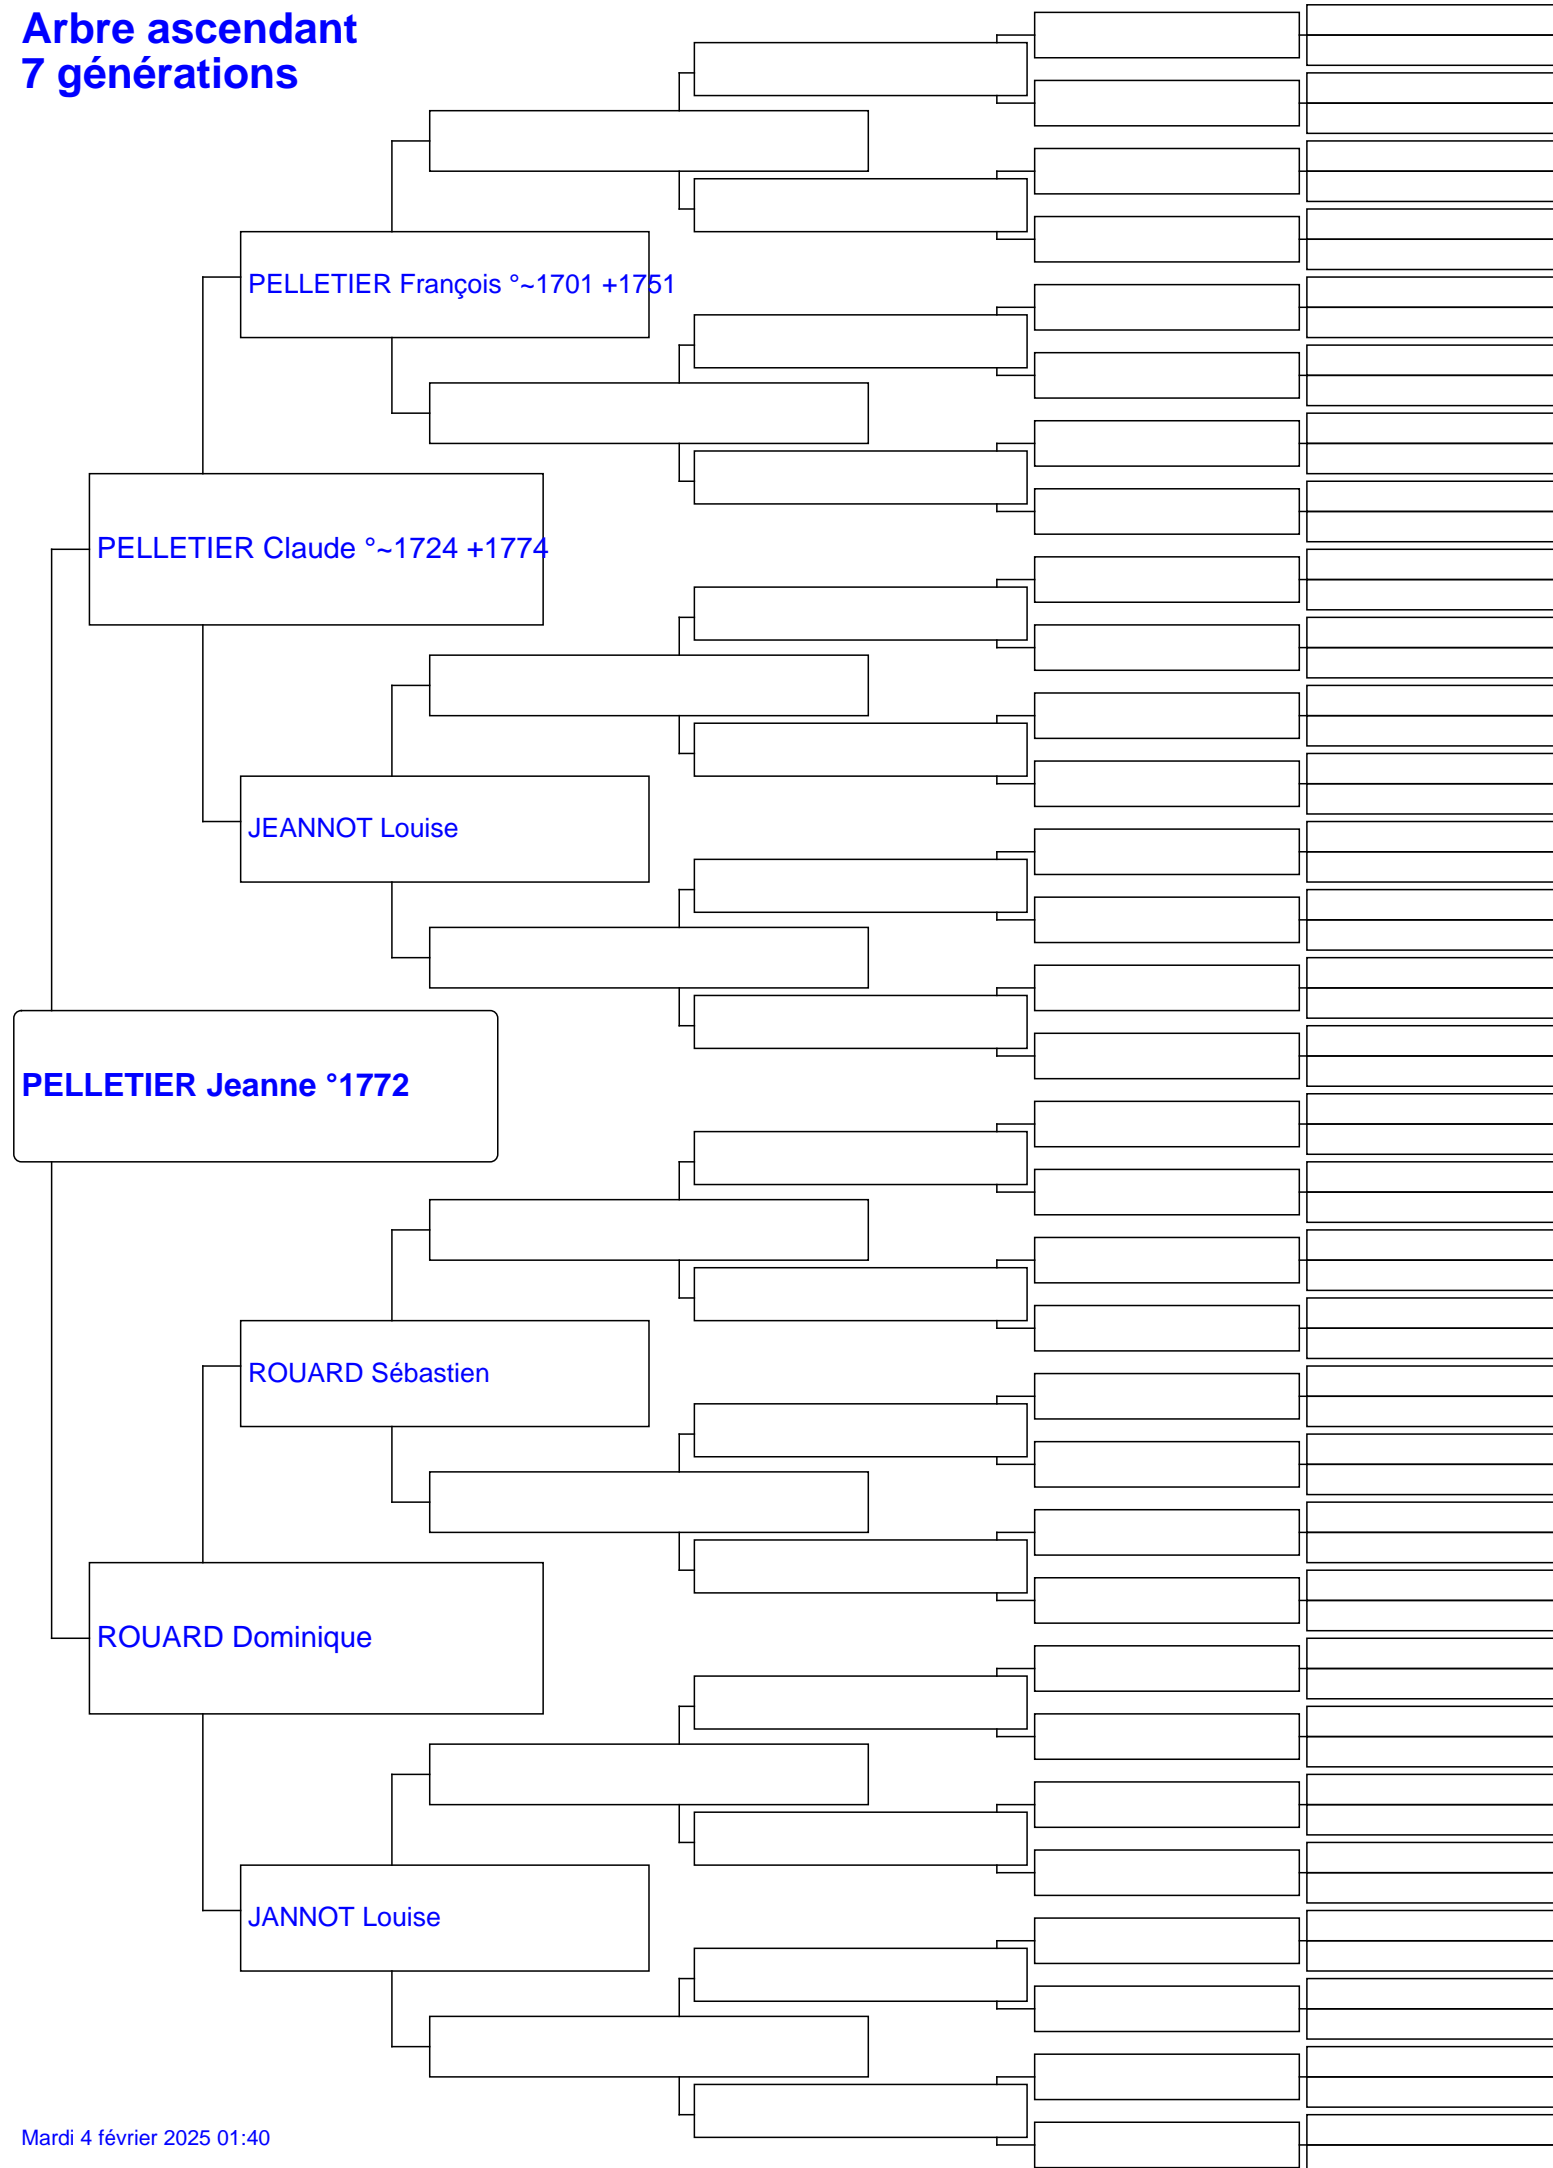 Arbre ascendant
7 générations
PELLETIER François °~1701 +1751
PELLETIER Claude °~1724 +1774
JEANNOT Louise
PELLETIER Jeanne °1772
ROUARD Sébastien
ROUARD Dominique
JANNOT Louise
Mardi 4 février 2025 01:40